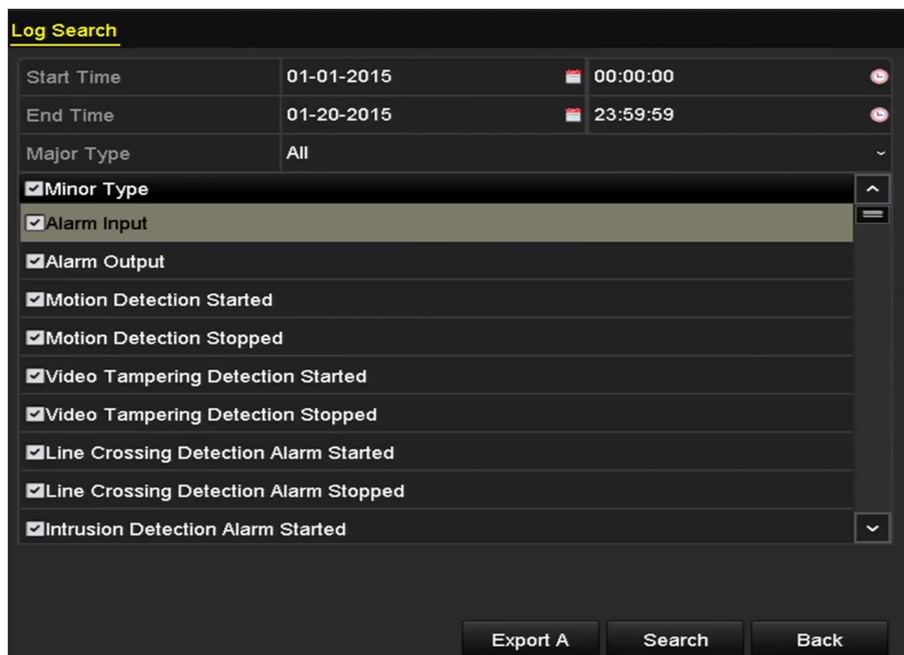 Log Search
Start Time 01-01-2015 00:00:00
End Time 01-20-2015 23:59:59
Major Type All
Minor Type
Alarm Input
Alarm Output
Motion Detection Started
Motion Detection Stopped
Video Tampering Detection Started
Video Tampering Detection Stopped
Line Crossing Detection Alarm Started
Line Crossing Detection Alarm Stopped
Intrusion Detection Alarm Started
Export A Search Back